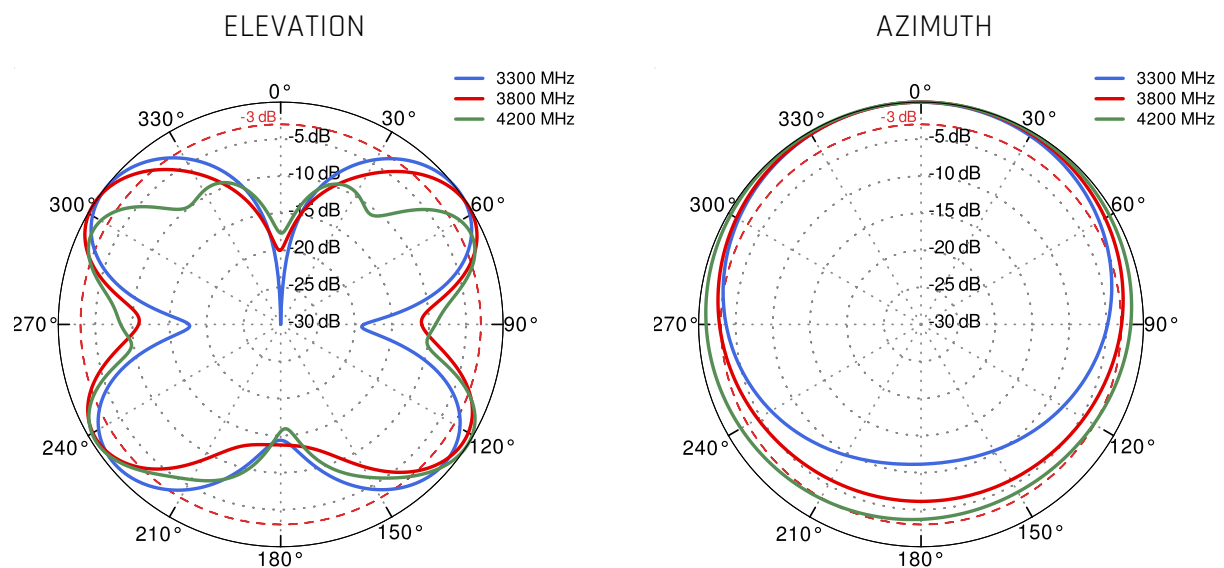 ELEVATION
3300 MHz
3800 MHz
4200 MHz
0°
330°
30°
-3 dB
-5 dB
-10 dB
300°
60°
-15 dB
-20 dB
-25 dB
270°
-30 dB
90°
240°
120°
210°
150°
180°
AZIMUTH
3300 MHz
3800 MHz
4200 MHz
0°
330°
30°
-3 dB
-5 dB
-10 dB
300°
60°
-15 dB
-20 dB
-25 dB
270°
-30 dB
90°
240°
120°
210°
150°
180°